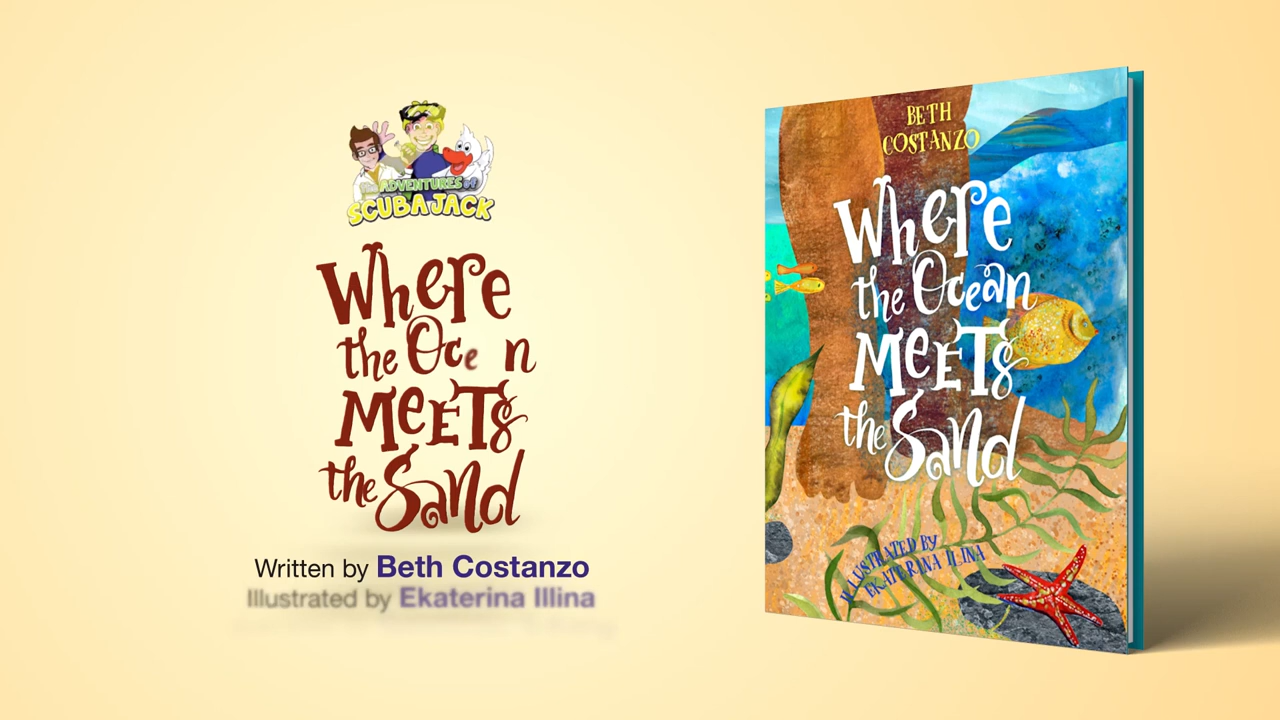 The ADVENTURES of
SCUBA JACK
Where
the Oce n
MEETS
the Sand
Written by Beth Costanzo
Illustrated by Ekaterina Illina
BETH
COSTANZO
Where
the Ocean
MEETS
the Sand
ILLUSTRATED BY
EKATERINA ILINA